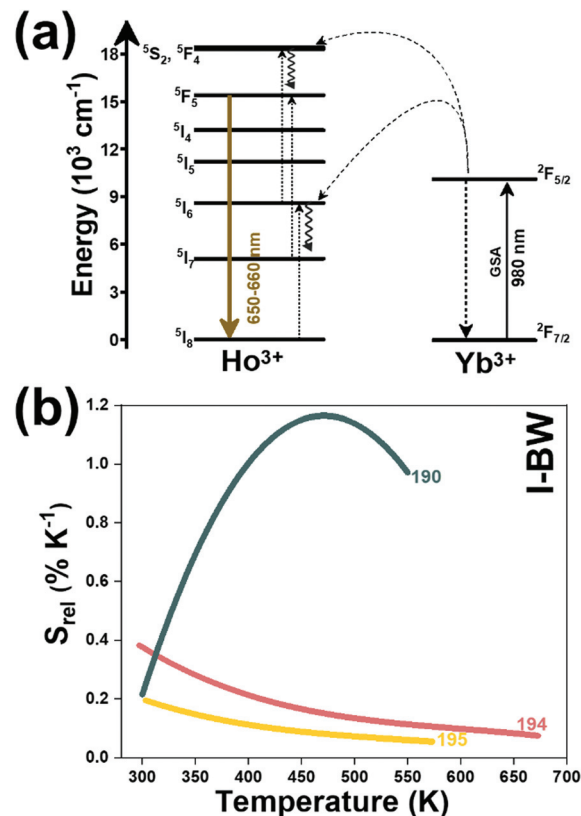 (a)
Energy (10³ cm⁻¹)
18
15
12
9
6
3
0
⁵S₂, ⁵F₄
⁵F₅
⁵I₄
⁵I₅
⁵I₆
⁵I₇
⁵I₈
650-660 nm
Ho³⁺
²F₅/₂
GSA
980 nm
²F₇/₂
Yb³⁺
(b)
I-BW
S_rel (% K⁻¹)
1.2
1.0
0.8
0.6
0.4
0.2
0.0
190
194
195
300 350 400 450 500 550 600 650 700
Temperature (K)